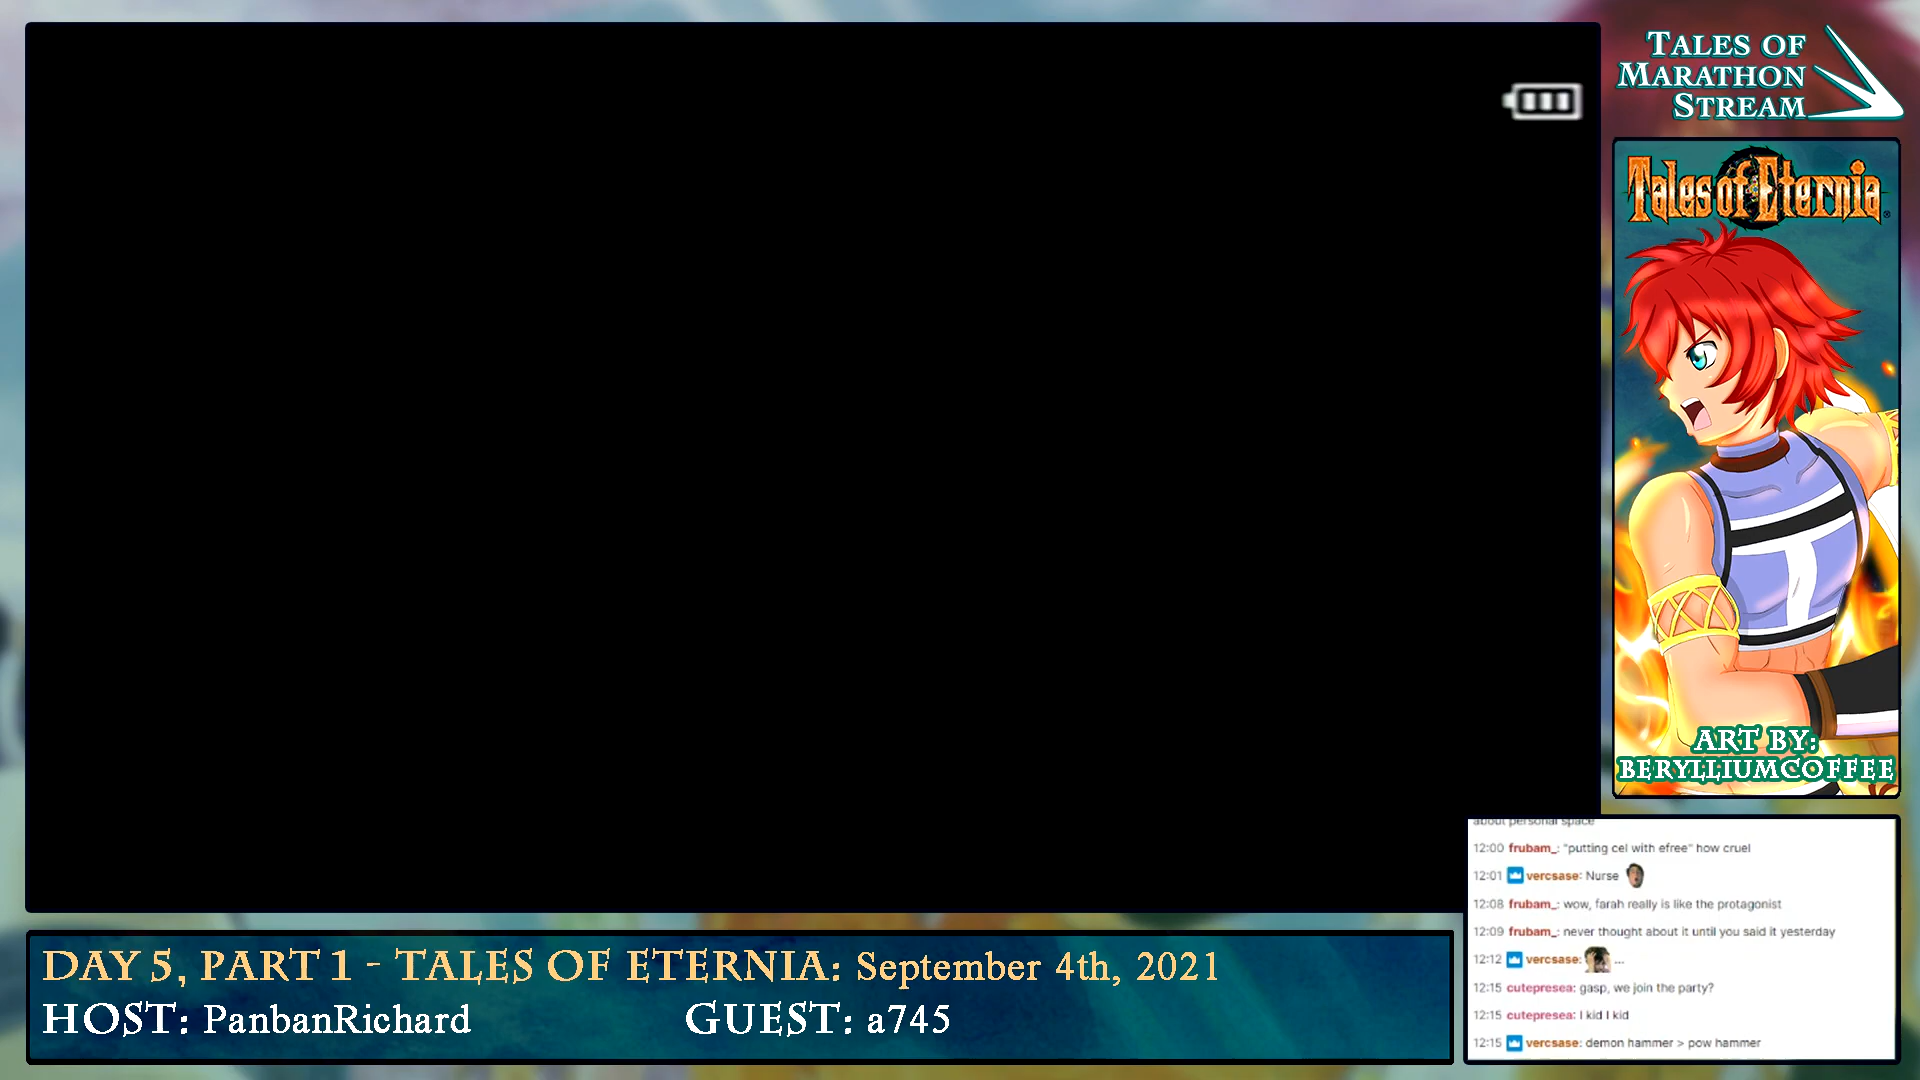 TALES OF
MARATHON
STREAM
Tales of Eternia
ART BY:
BERYLLIUMCOFFEE
about personal space
12:00 frubam_: "putting cel with efree" how cruel
12:01 vercsase: Nurse
12:08 frubam_: wow, farah really is like the protagonist
12:09 frubam_: never thought about it until you said it yesterday
12:12 vercsase: ...
12:15 cutepresea: gasp, we join the party?
12:15 cutepresea: I kid I kid
12:15 vercsase: demon hammer > pow hammer
DAY 5, PART 1 - TALES OF ETERNIA: September 4th, 2021
HOST: PanbanRichard GUEST: a745